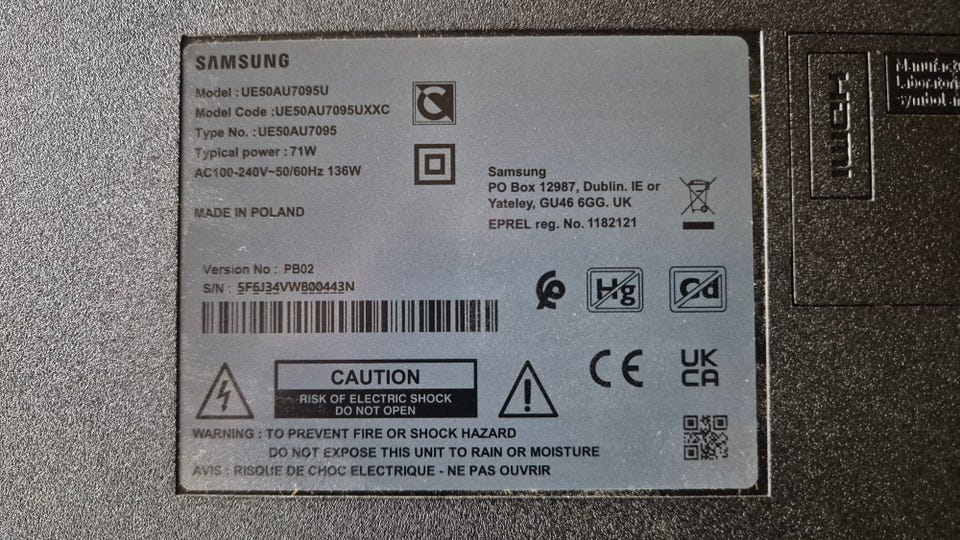 SAMSUNG
Model : UE50AU7095U
Model Code :UE50AU7095UXXC
Type No. :UE50AU7095
Typical power : 71W
AC100-240V~50/60Hz 136W
MADE IN POLAND
Samsung
PO Box 12987, Dublin. IE or
Yateley, GU46 6GG. UK
EPREL reg. No. 1182121
Version No : PB02
S/N : 5F6J34VW800443N
Hg
Cd
CAUTION
RISK OF ELECTRIC SHOCK
DO NOT OPEN
CE
UK
CA
WARNING : TO PREVENT FIRE OR SHOCK HAZARD
DO NOT EXPOSE THIS UNIT TO RAIN OR MOISTURE
AVIS : RISQUE DE CHOC ELECTRIQUE - NE PAS OUVRIR
HDMI